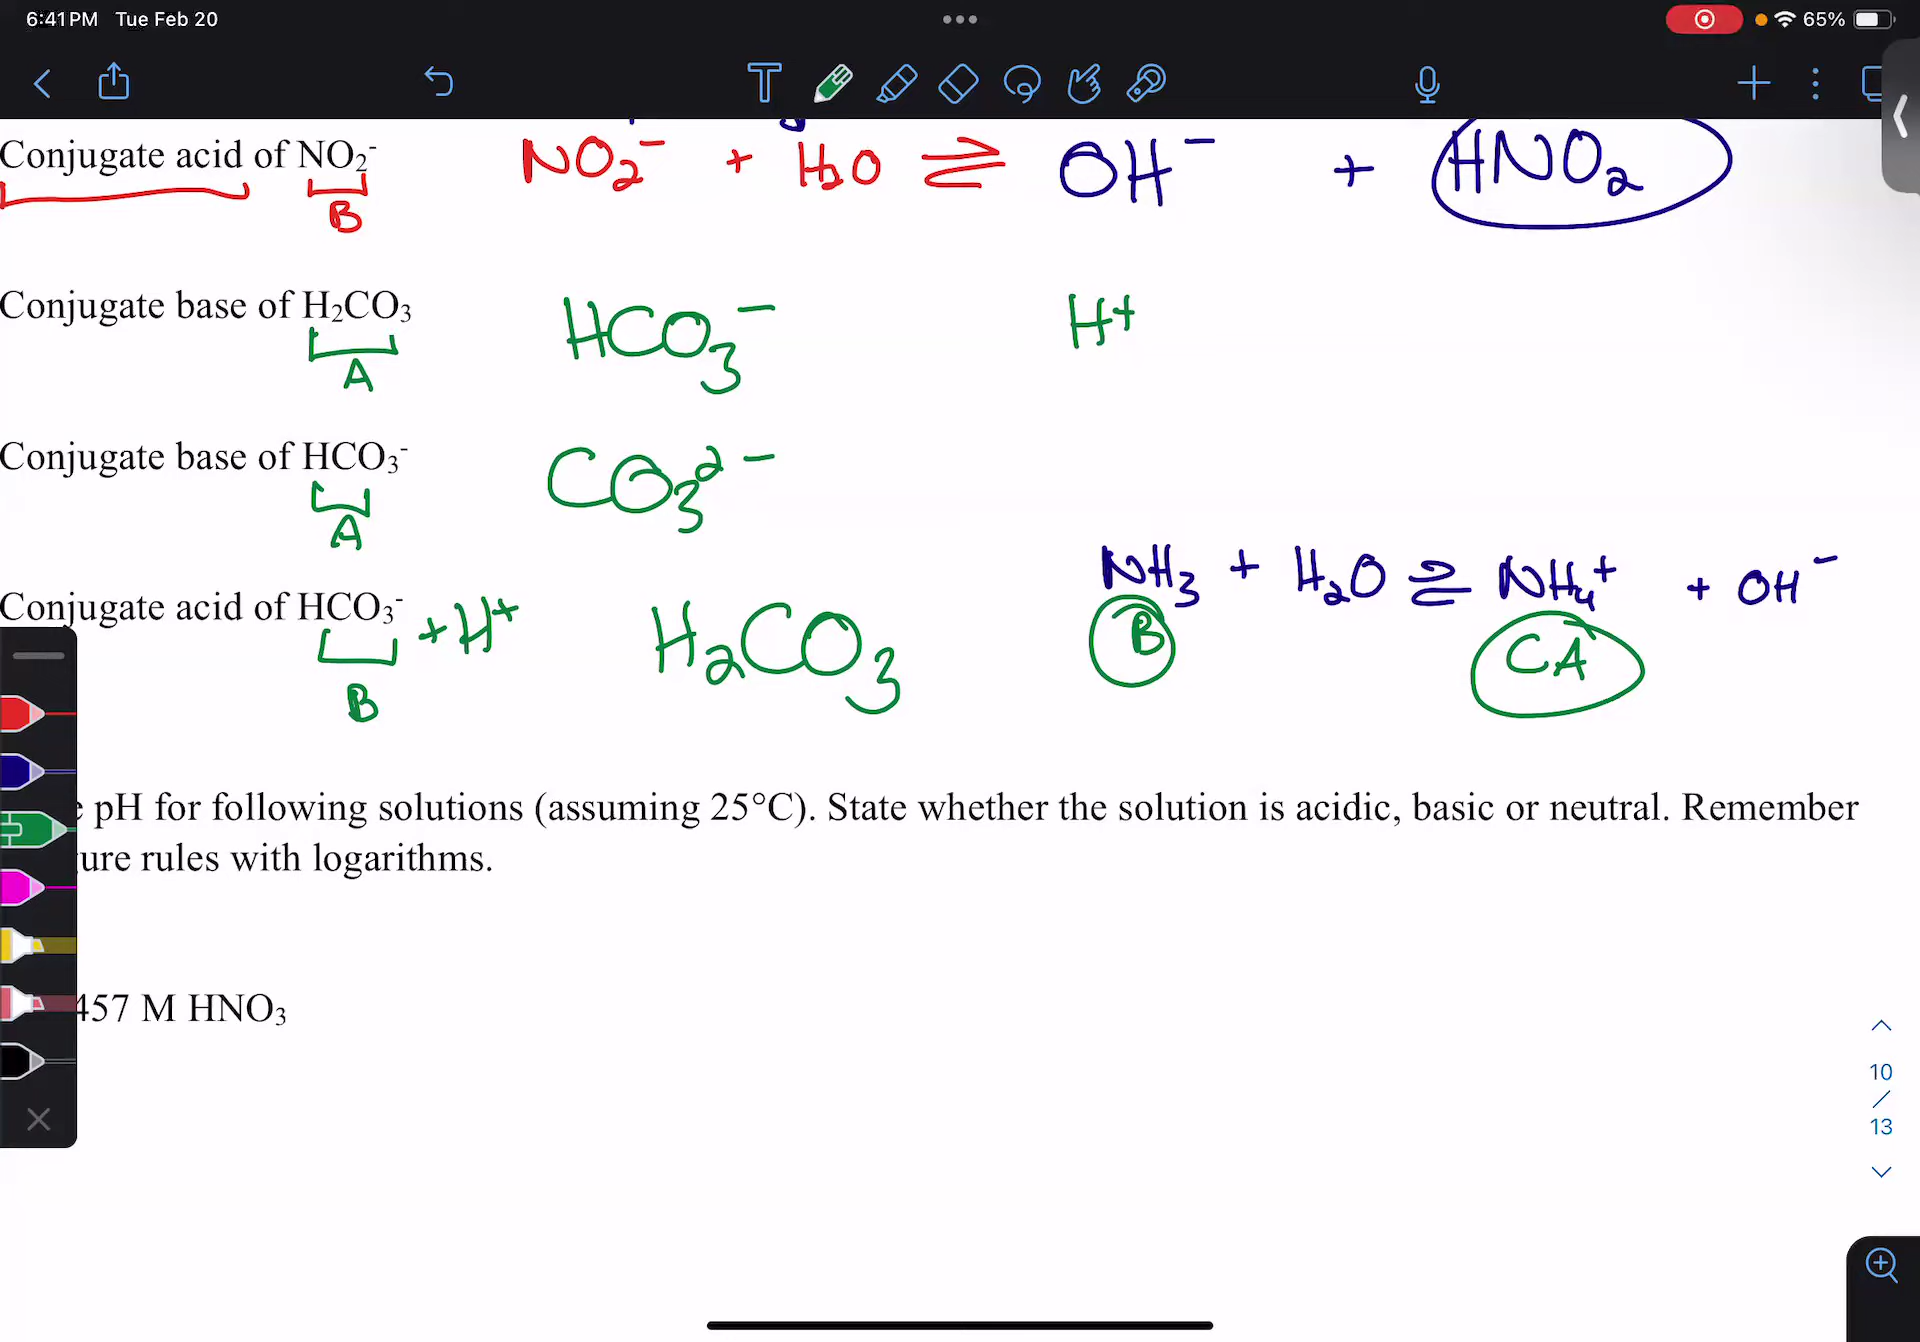 6:41 PM Tue Feb 20 65%
Conjugate acid of NO₂⁻ NO₂⁻ + H₂O ⇌ OH⁻ + HNO₂
B
Conjugate base of H₂CO₃ HCO₃⁻ H⁺
A
Conjugate base of HCO₃⁻ CO₃²⁻
A
NH₃ + H₂O ⇌ NH₄⁺ + OH⁻
Conjugate acid of HCO₃⁻ + H⁺ H₂CO₃ B CA
B
pH for following solutions (assuming 25°C). State whether the solution is acidic, basic or neutral. Remember
ure rules with logarithms.
457 M HNO₃
10
/
13